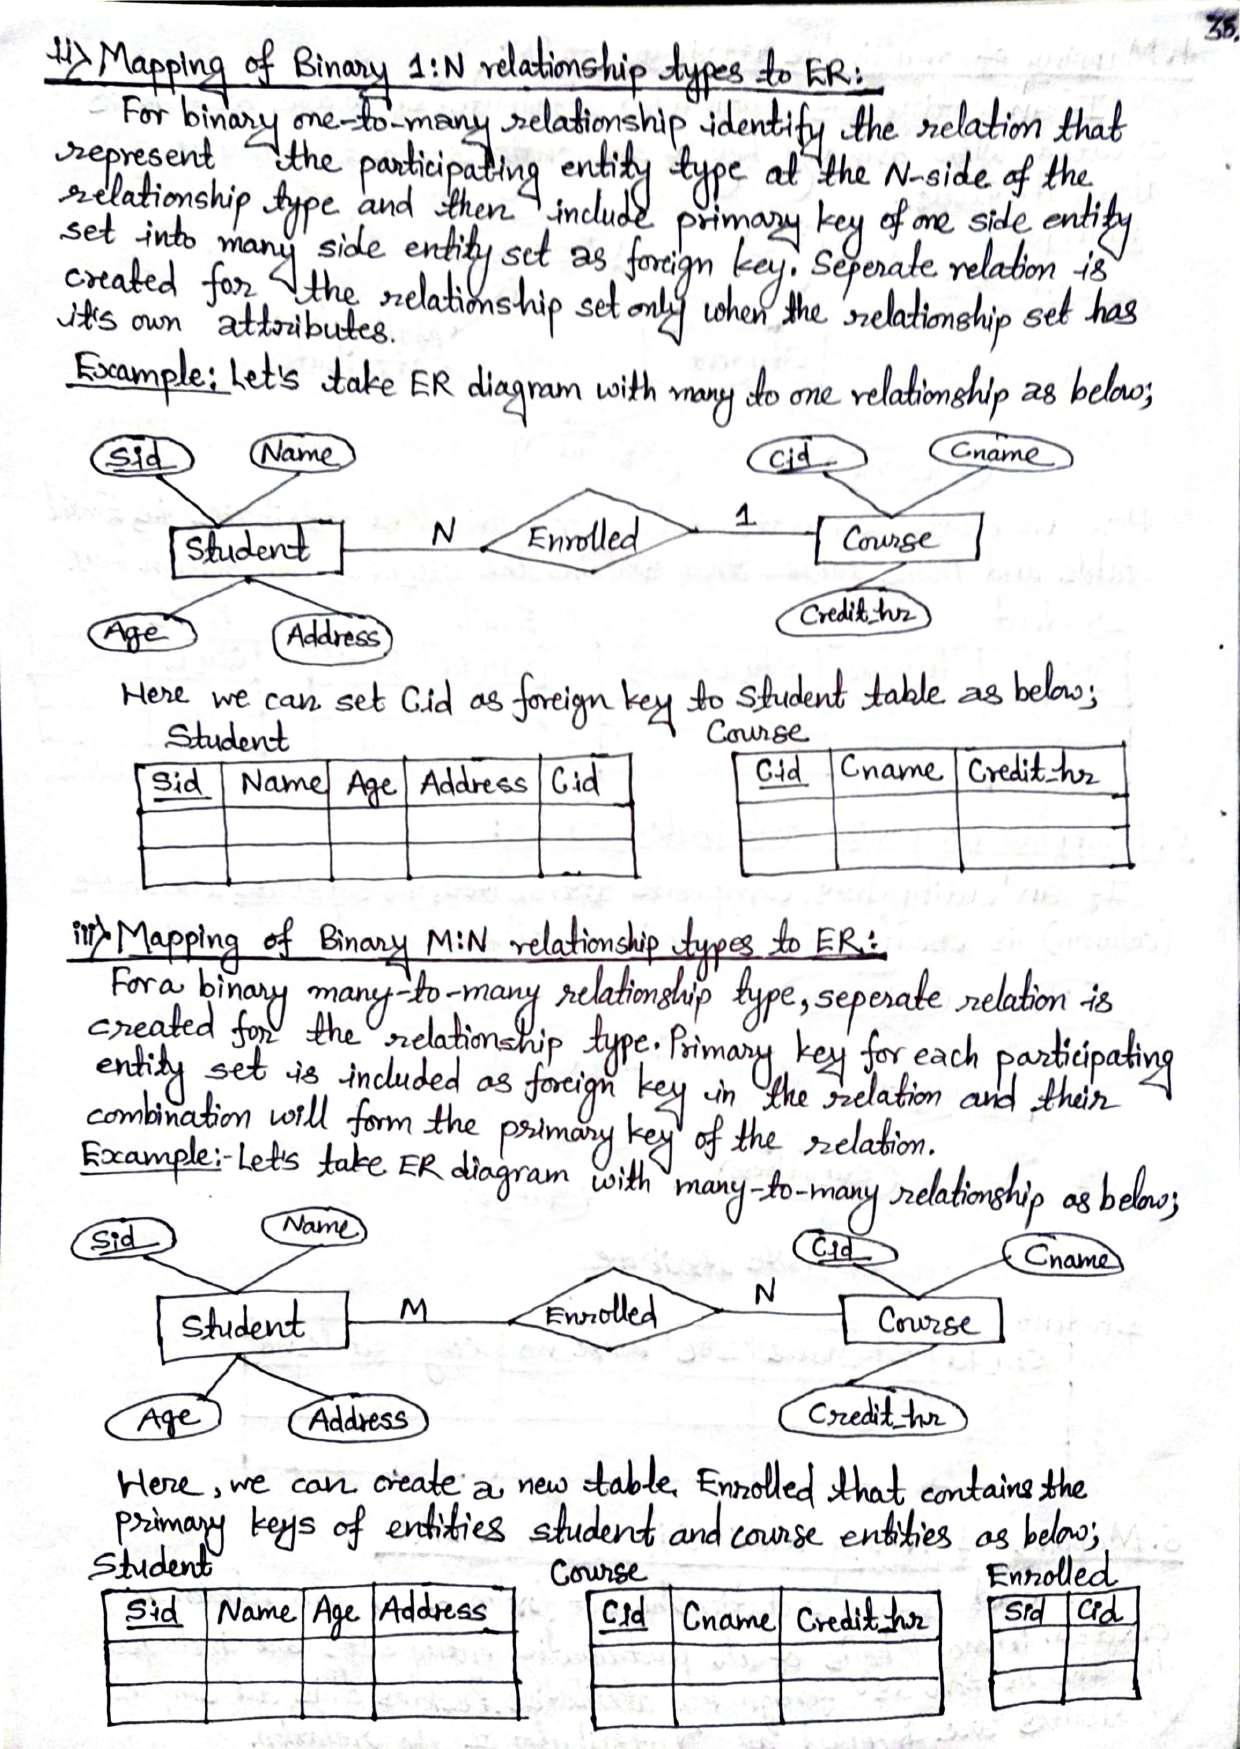 35.
ii) Mapping of Binary 1:N relationship types to ER:
- For binary one-to-many relationship identify the relation that
represent the participating entity type at the N-side of the
relationship type and then include primary key of one side entity
set into many side entity set as foreign key. Seperate relation is
created for the relationship set only when the relationship set has
it's own attributes.
Example: Let's take ER diagram with many to one relationship as below;
Sid Name Cid Cname
Student N Enrolled 1 Course
Age Address Credit_hr
Here we can set Cid as foreign key to Student table as below;
Student Course
Sid Name Age Address Cid Cid Cname Credit_hr
iii) Mapping of Binary M:N relationship types to ER:
For a binary many-to-many relationship type, seperate relation is
created for the relationship type. Primary key for each participating
entity set is included as foreign key in the relation and their
combination will form the primary key of the relation.
Example:- Let's take ER diagram with many-to-many relationship as below;
Sid Name Cid Cname
Student M Enrolled N Course
Age Address Credit_hr
Here, we can create a new table Enrolled that contains the
primary keys of entities student and course entities as below;
Student Course Enrolled
Sid Name Age Address Cid Cname Credit_hr Sid Cid